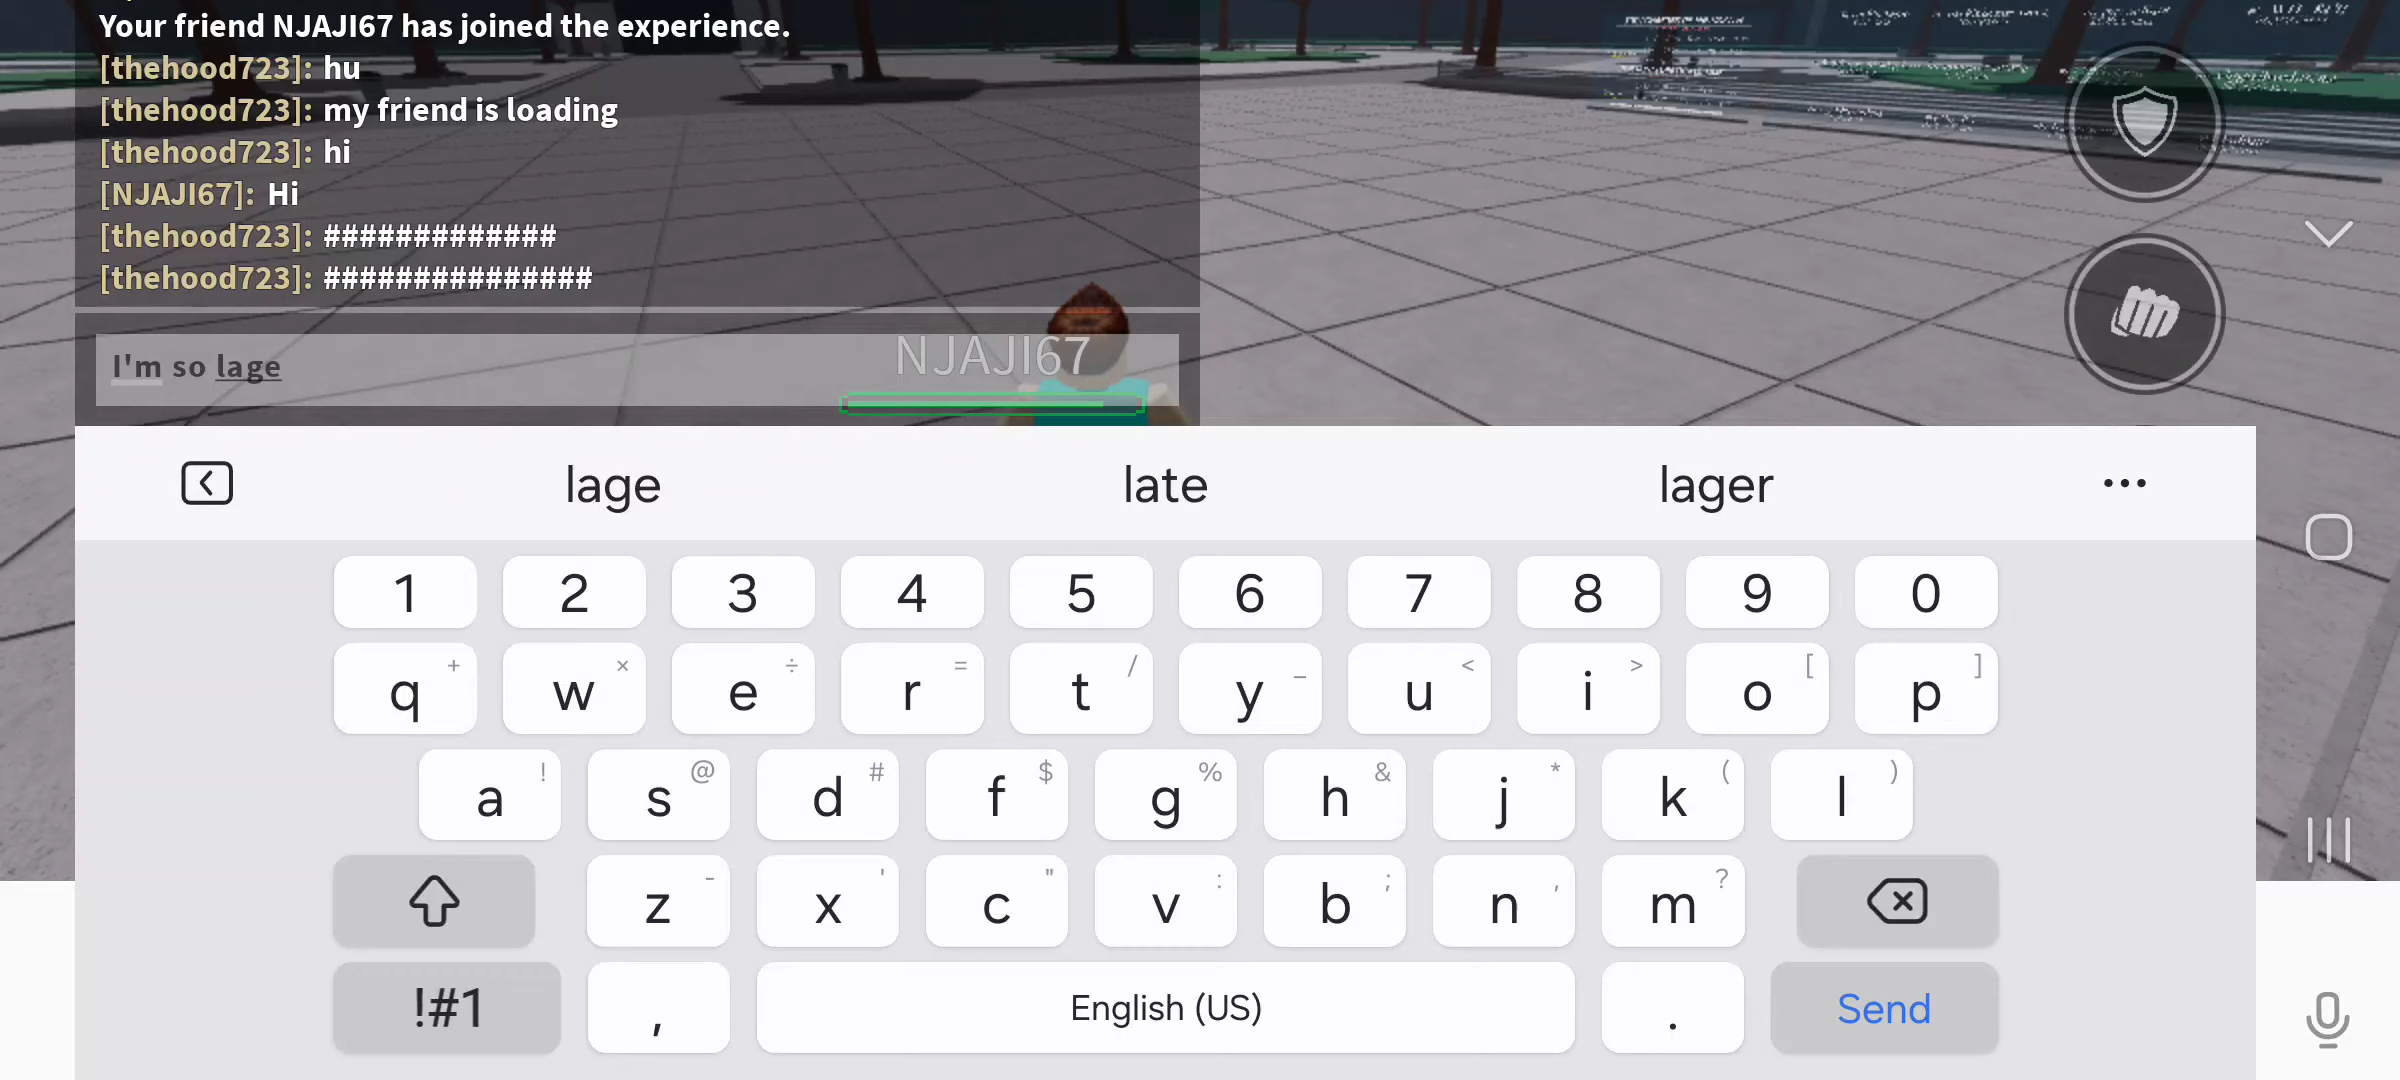 Your friend NJAJI67 has joined the experience.
[thehood723]: hu
[thehood723]: my friend is loading
[thehood723]: hi
[NJAJI67]: Hi
[thehood723]: #############
[thehood723]: ###############
I'm so lage
NJAJI67
lage late lager ...
1 2 3 4 5 6 7 8 9 0
q + w × e ÷ r = t / y _ u < i > o [ p ]
a ! s @ d # f $ g % h & j * k ( l )
z - x ' c " v : b ; n , m ?
!#1 , English (US) . Send